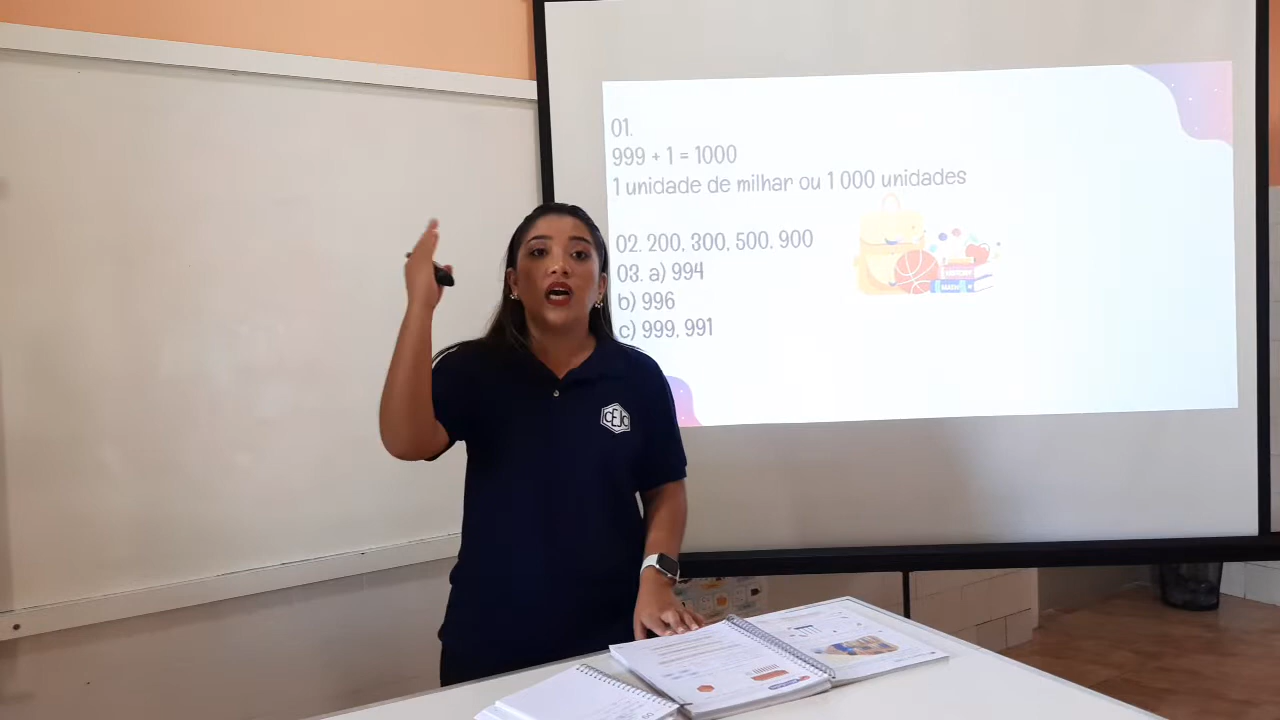 01.
999 + 1 = 1000
1 unidade de milhar ou 1 000 unidades
02. 200, 300, 500, 900
03. a) 994
b) 996
c) 999, 991